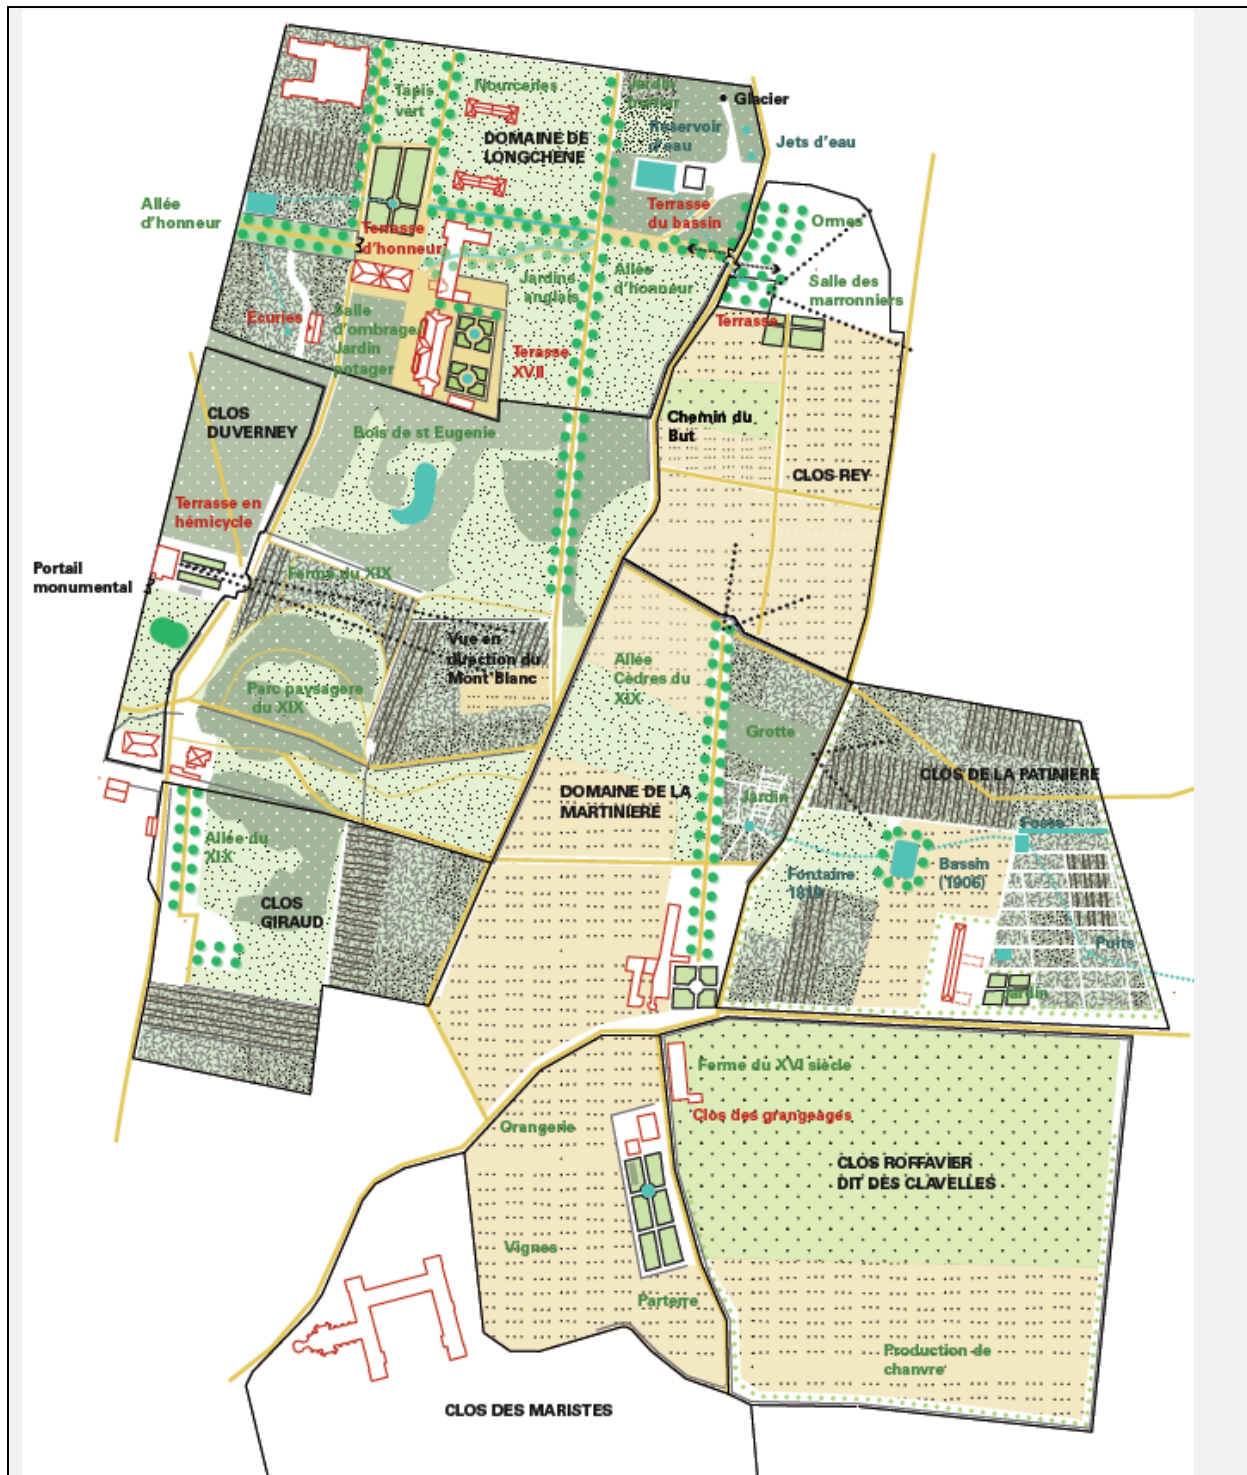 Nourceries
Tapis
vert
Jardin
fruitier
Glacier
DOMAINE DE
LONGCHENE
Reservoir
d'eau
Jets d'eau
Allée
d'honneur
Terrasse
du bassin
Terrasse
d'honneur
Ormes
Jardins
anglais
Allée
d'honneur
Salle des
marronniers
Ecuries
Salle
d'ombrage/
Jardin
potager
Terrasse
Terasse
XVII
CLOS
DUVERNEY
Bois de st Eugenie
Chemin du
But
CLOS REY
Terrasse en
hémicycle
Portail
monumental
Ferme du XIX
Vue en
direction du
Mont Blanc
Allée
Cèdres du
XIX
Parc paysagere
du XIX
Grotte
DOMAINE DE LA
MARTINIERE
Jardin
CLOS DE LA PATINIERE
Fosse
Allée du
XIX
Fontaine
1819
Bassin
(1906)
CLOS
GIRAUD
Puits
Jardin
Ferme du XVI siècle
Clos des grangeages
Orangerie
CLOS ROFFAVIER
DIT DES CLAVELLES
Vignes
Parterre
Production de
chanvre
CLOS DES MARISTES